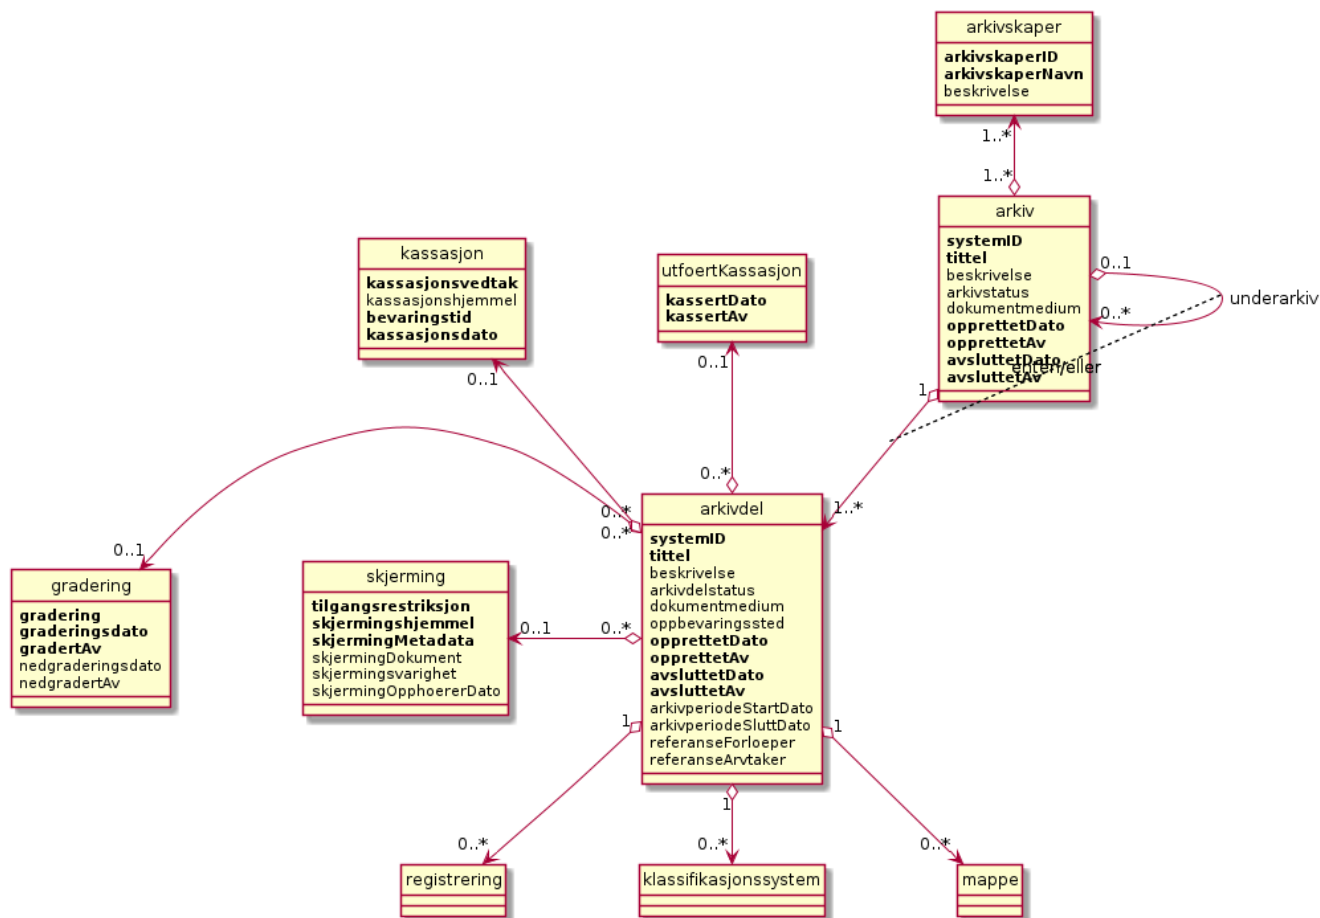 arkivskaper
arkivskaperID
arkivskaperNavn
beskrivelse
1..*
1..*
arkiv
systemID
tittel
beskrivelse
arkivstatus
dokumentmedium
opprettetDato
opprettetAv
avsluttetDato
avsluttetAv
0..1
0..*
underarkiv
enten/eller
1
1..*
kassasjon
kassasjonsvedtak
kassasjonshjemmel
bevaringstid
kassasjonsdato
0..1
0..*
utfoertKassasjon
kassertDato
kassertAv
0..1
0..*
gradering
gradering
graderingsdato
gradertAv
nedgraderingsdato
nedgradertAv
0..1
0..*
skjerming
tilgangsrestriksjon
skjermingshjemmel
skjermingMetadata
skjermingDokument
skjermingsvarighet
skjermingOpphoererDato
0..1
0..*
arkivdel
systemID
tittel
beskrivelse
arkivdelstatus
dokumentmedium
oppbevaringssted
opprettetDato
opprettetAv
avsluttetDato
avsluttetAv
arkivperiodeStartDato
arkivperiodeSluttDato
referanseForloeper
referanseArvtaker
1
0..*
registrering
1
0..*
klassifikasjonssystem
1
0..*
mappe